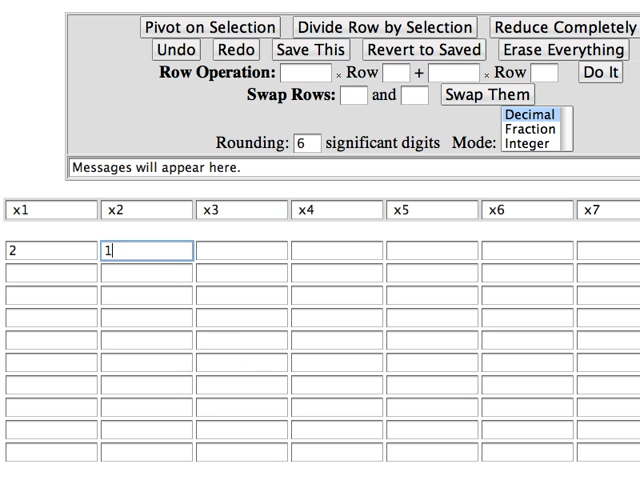 Pivot on Selection Divide Row by Selection Reduce Completely
Undo Redo Save This Revert to Saved Erase Everything
Row Operation: × Row + × Row Do It
Swap Rows: and Swap Them
Decimal
Fraction
Rounding: 6 significant digits Mode: Integer
Messages will appear here.
x1 x2 x3 x4 x5 x6 x7
2 1